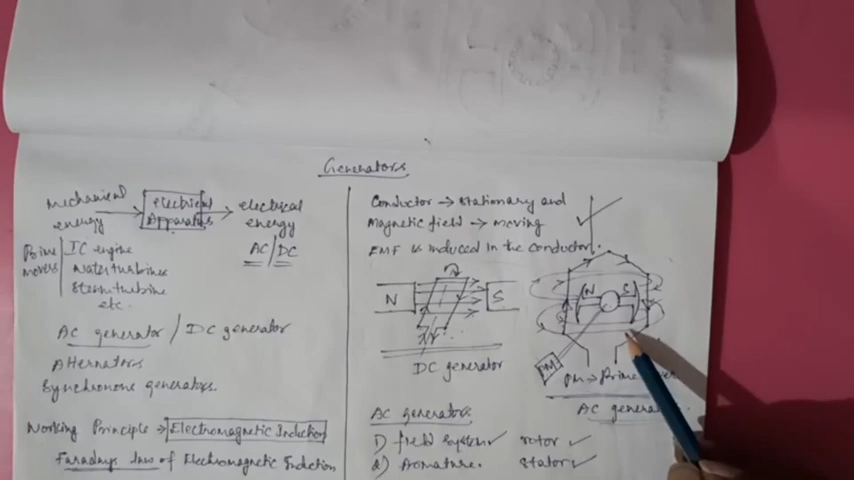 Generators
mechanical energy → electrical Apparatus → electrical energy
Prime movers
IC engine
AC/DC
water turbines
Steam turbine
etc.
AC generator / DC generator
Alternators
Synchronous generators.
Working Principle → Electromagnetic Induction
Faradays law of Electromagnetic Induction
Conductor → stationary and
Magnetic field → moving
EMF is induced in the conductor.
N S
N S
DC generator
PM
PM → Prime
AC generat
AC generators.
1) field system rotor
2) Armature. stator